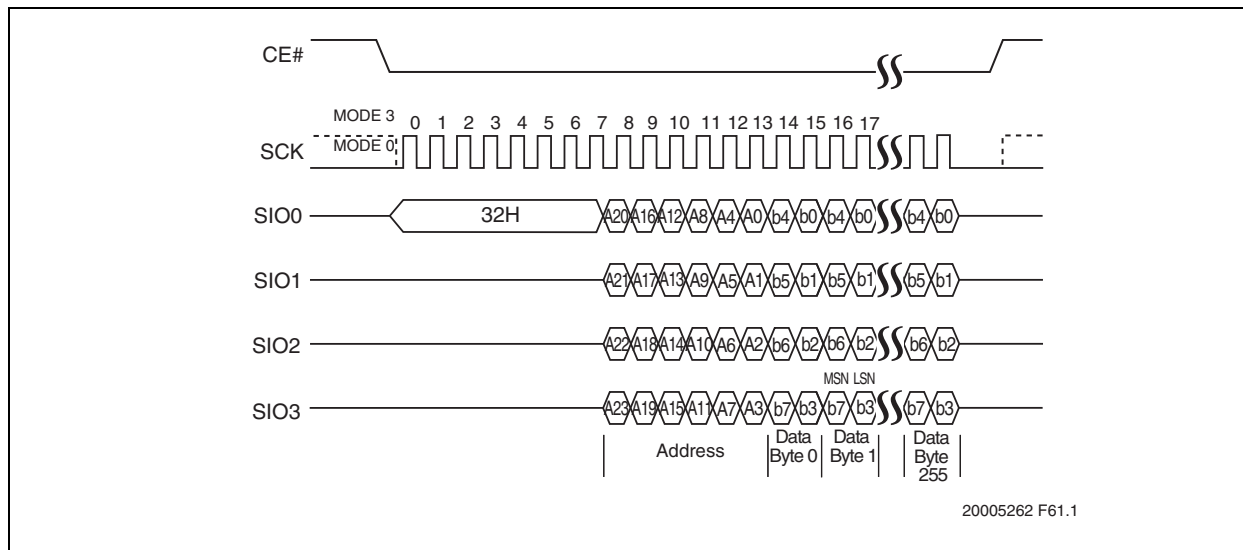 CE#
MODE 3
0 1 2 3 4 5 6 7 8 9 10 11 12 13 14 15 16 17
SCK
MODE 0
SIO0
32H
A20 A16 A12 A8 A4 A0 b4 b0 b4 b0 b4 b0
SIO1
A21 A17 A13 A9 A5 A1 b5 b1 b5 b1 b5 b1
SIO2
A22 A18 A14 A10 A6 A2 b6 b2 b6 b2 b6 b2
MSN LSN
SIO3
A23 A19 A15 A11 A7 A3 b7 b3 b7 b3 b7 b3
Address
Data
Byte 0
Data
Byte 1
Data
Byte
255
20005262 F61.1